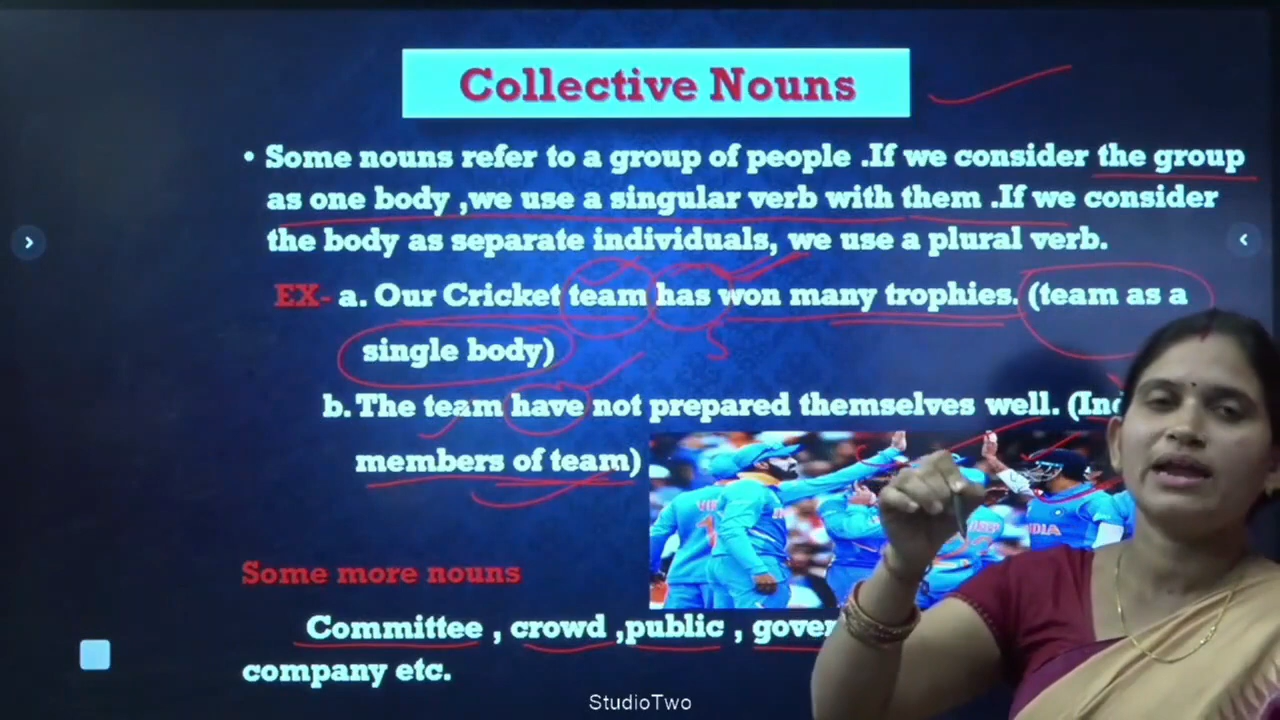 Collective Nouns
• Some nouns refer to a group of people .If we consider the group
as one body ,we use a singular verb with them .If we consider
the body as separate individuals, we use a plural verb.
EX- a. Our Cricket team has won many trophies. (team as a
single body)
b. The team have not prepared themselves well. (Ind
members of team)
INDIA
Some more nouns
Committee , crowd ,public , gover
company etc.
StudioTwo